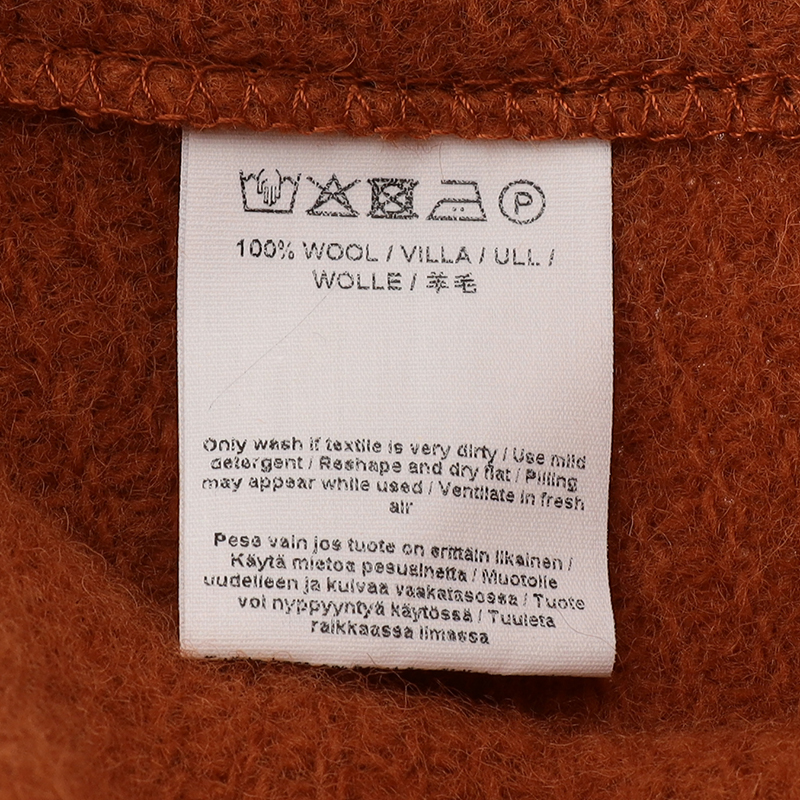 P
100% WOOL / VILLA / ULL /
WOLLE / 羊毛
Only wash if textile is very dirty / Use mild
detergent / Reshape and dry flat / Pilling
may appear while used / Ventilate in fresh
air
Pese vain jos tuote on erittäin likainen /
Käytä mietoa pesuainetta / Muotoile
uudelleen ja kuivaa vaakatasossa / Tuote
voi nyppyyntyä käytössä / Tuuleta
raikkaassa ilmassa